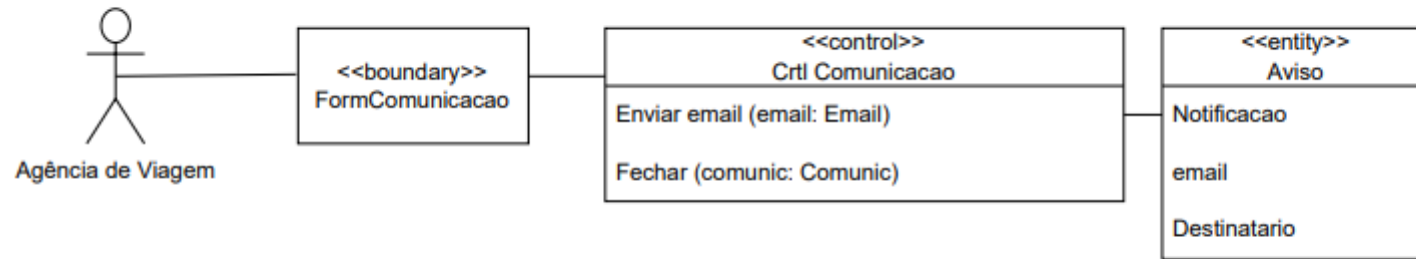 Agência de Viagem
<<boundary>>
FormComunicacao
<<control>>
Crtl Comunicacao
Enviar email (email: Email)
Fechar (comunic: Comunic)
<<entity>>
Aviso
Notificacao
email
Destinatario